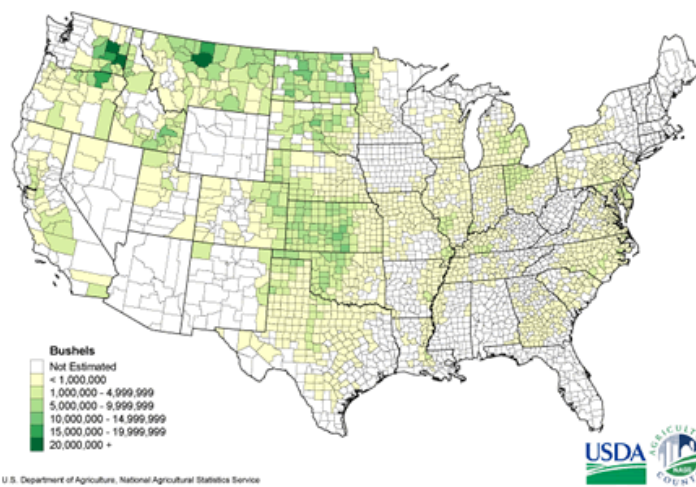 Bushels
Not Estimated
< 1,000,000
1,000,000 - 4,999,999
5,000,000 - 9,999,999
10,000,000 - 14,999,999
15,000,000 - 19,999,999
20,000,000 +
USDA
U.S. Department of Agriculture, National Agricultural Statistics Service